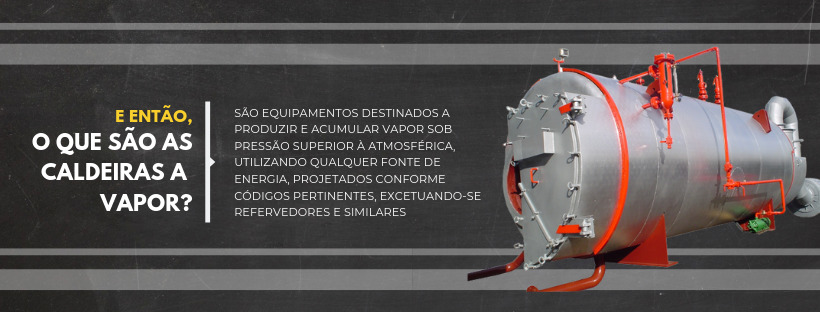 E ENTÃO,
O QUE SÃO AS
CALDEIRAS A
VAPOR?
SÃO EQUIPAMENTOS DESTINADOS A
PRODUZIR E ACUMULAR VAPOR SOB
PRESSÃO SUPERIOR À ATMOSFÉRICA,
UTILIZANDO QUALQUER FONTE DE
ENERGIA, PROJETADOS CONFORME
CÓDIGOS PERTINENTES, EXCETUANDO-SE
REFERVEDORES E SIMILARES